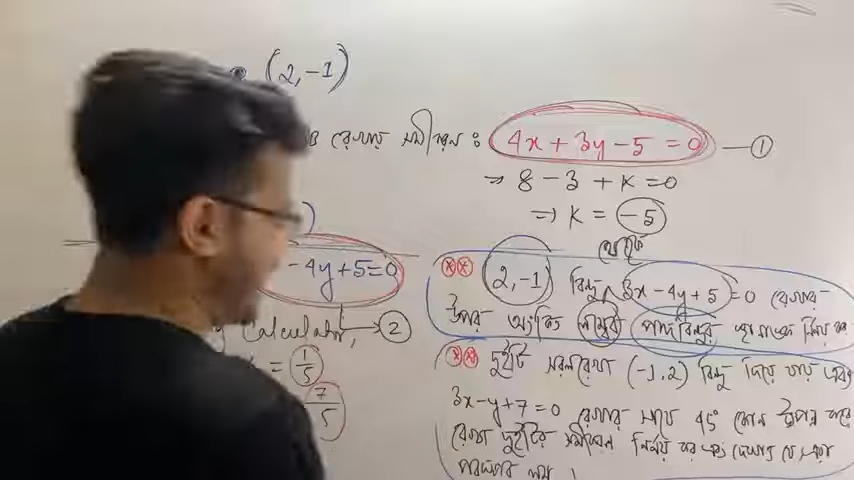 (2, -1)
রেখার সমীকরণ : 4x + 3y - 5 = 0 — ①
⇒ 8 - 3 + k = 0
⇒ k = -5
থেকে
- 4y + 5 = 0
②
Calculator,
= 1/5
7/5
(2, -1) বিন্দু 3x - 4y + 5 = 0 রেখার
উপর অংকিত লম্বের পাদবিন্দুর স্থানাঙ্ক নির্ণয় কর
দুইটি সরলরেখা (-1, 2) বিন্দু দিয়ে যায় এবং
3x - y + 7 = 0 রেখার সাথে 45° কোন উৎপন্ন করে
রেখা দুইটির সমীকরণ নির্ণয় কর এবং দেখাও যে এরা
পরস্পর লম্ব ।